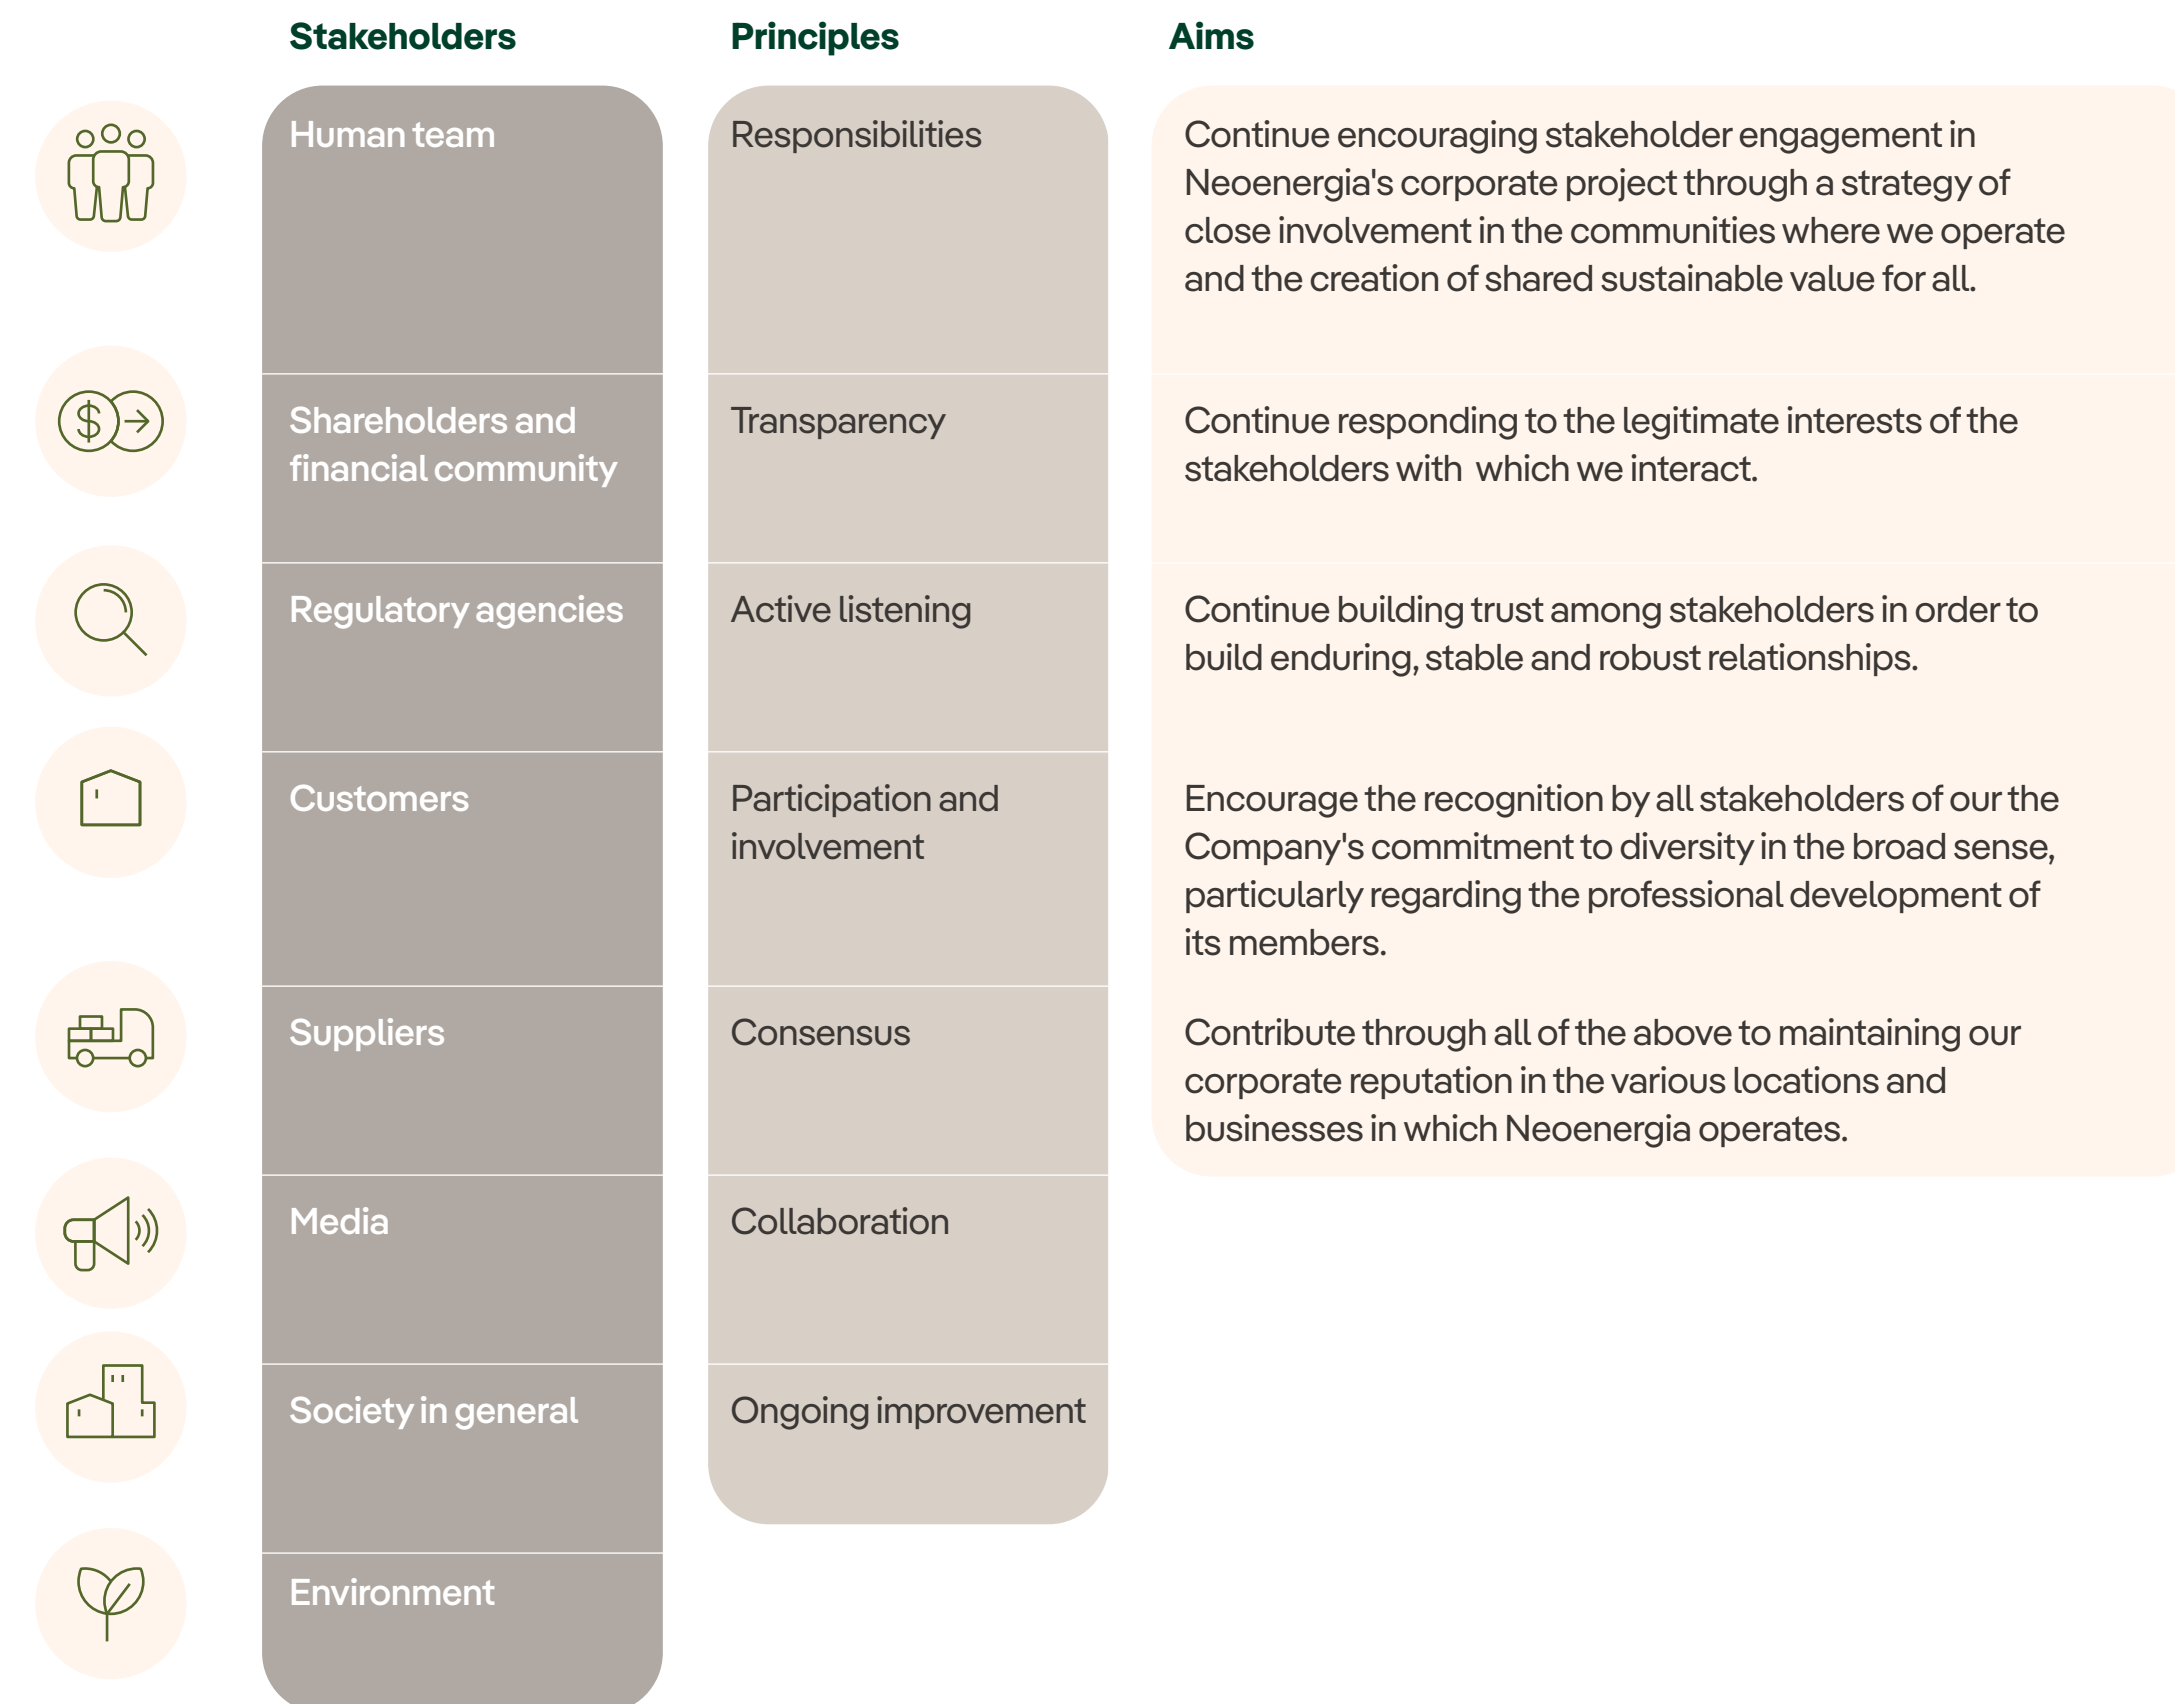 Stakeholders
Principles
Aims
Human team
Responsibilities
Continue encouraging stakeholder engagement in
Neoenergia's corporate project through a strategy of
close involvement in the communities where we operate
and the creation of shared sustainable value for all.
Shareholders and
financial community
Transparency
Continue responding to the legitimate interests of the
stakeholders with  which we interact.
Regulatory agencies
Active listening
Continue building trust among stakeholders in order to
build enduring, stable and robust relationships.
Customers
Participation and
involvement
Encourage the recognition by all stakeholders of our the
Company's commitment to diversity in the broad sense,
particularly regarding the professional development of
its members.
Suppliers
Consensus
Contribute through all of the above to maintaining our
corporate reputation in the various locations and
businesses in which Neoenergia operates.
Media
Collaboration
Society in general
Ongoing improvement
Environment